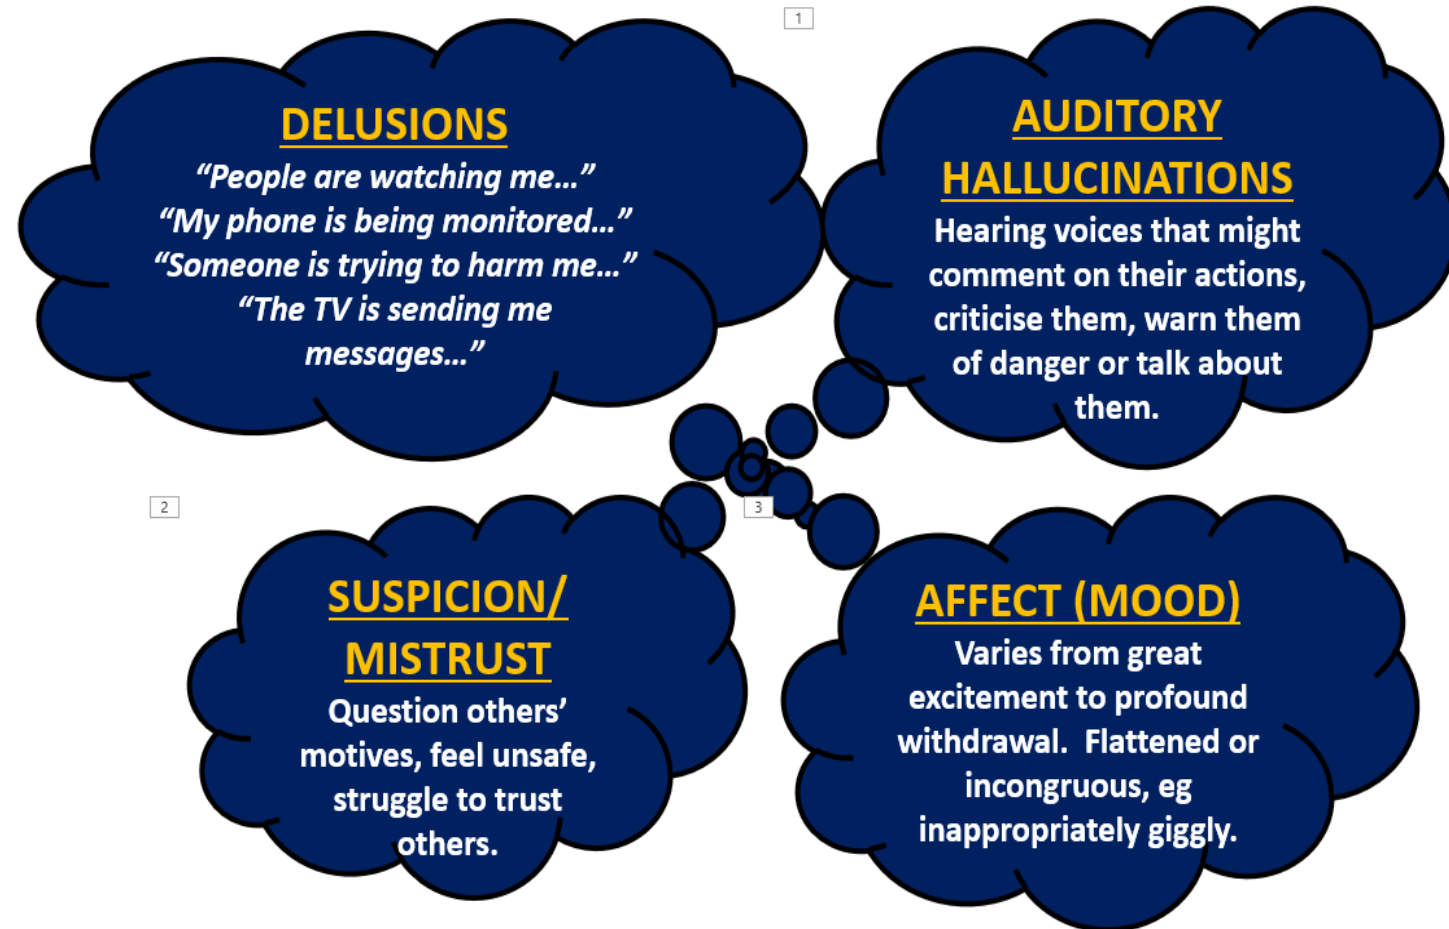 1
DELUSIONS
“People are watching me...”
“My phone is being monitored...”
“Someone is trying to harm me...”
“The TV is sending me
messages...”
AUDITORY
HALLUCINATIONS
Hearing voices that might
comment on their actions,
criticise them, warn them
of danger or talk about
them.
2
SUSPICION/
MISTRUST
Question others’
motives, feel unsafe,
struggle to trust
others.
3
AFFECT (MOOD)
Varies from great
excitement to profound
withdrawal.  Flattened or
incongruous, eg
inappropriately giggly.